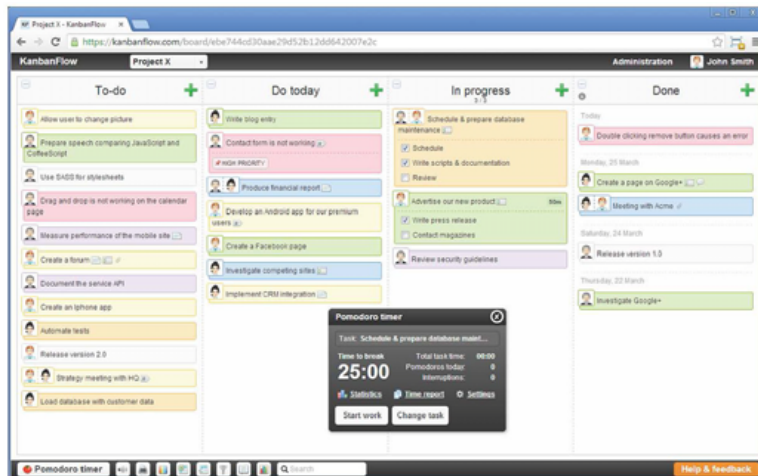 Project X - KanbanFlow
https://kanbanflow.com/board/ebe744cd30aae29d52b12dd642007e2c
KanbanFlow
Project X
Administration
John Smith
To-do
Allow user to change picture
Prepare speech comparing JavaScript and
CoffeeScript
Use SASS for stylesheets
Drag and drop is not working on the calendar
page
Measure performance of the mobile site
Create a forum
Document the service API
Create an Iphone app
Automate tests
Release version 2.0
Strategy meeting with HQ
Load database with customer data
Do today
Write blog entry
Contact form is not working
HIGH PRIORITY
Produce financial report
Develop an Android app for our premium
users
Create a Facebook page
Investigate competing sites
Implement CRM integration
In progress
3 / 3
Schedule & prepare database
maintenance
Schedule
Write scripts & documentation
Review
Advertise our new product
Write press release
Contact magazines
Review security guidelines
Done
Today
Double clicking remove button causes an error
Monday, 25 March
Create a page on Google+
Meeting with Acme
Saturday, 24 March
Release version 1.0
Thursday, 22 March
Investigate Google+
Pomodoro timer
Task: Schedule & prepare database maint...
Time to break
25:00
Total task time: 00:00
Pomodoros today: 0
Interruptions: 0
Statistics
Time report
Settings
Start work
Change task
Pomodoro timer
Search
Help & feedback